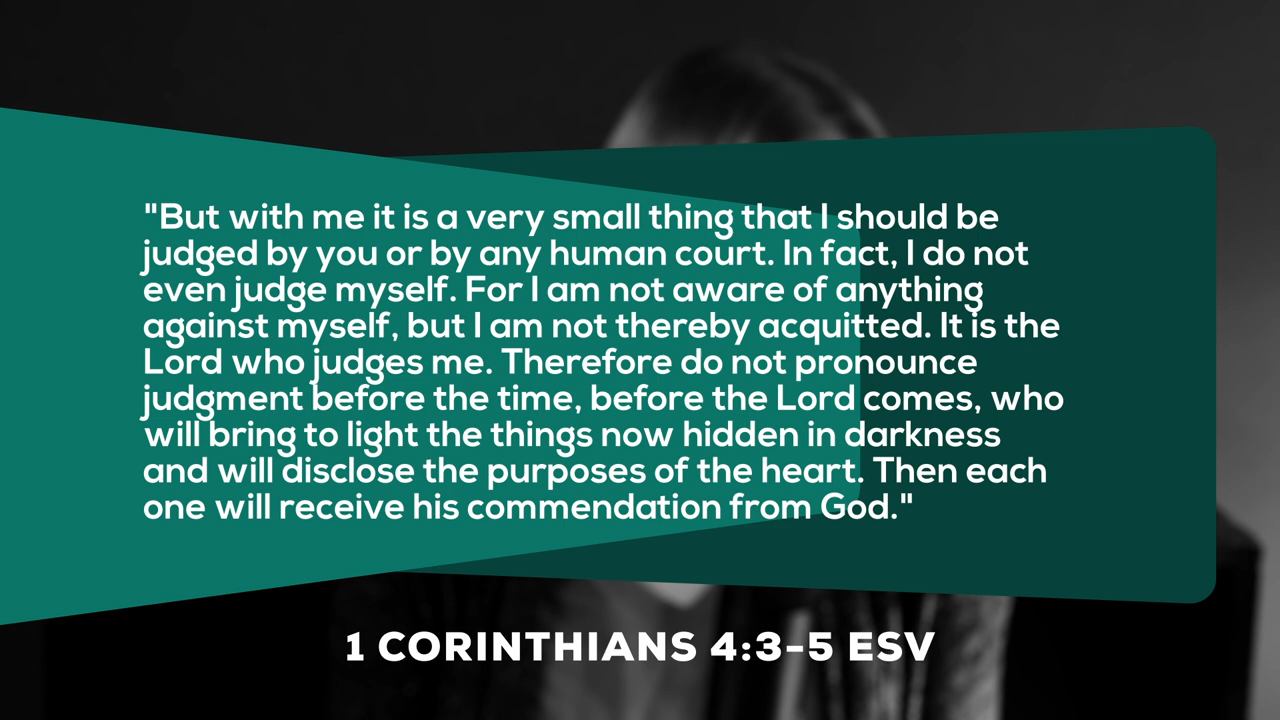 "But with me it is a very small thing that I should be
judged by you or by any human court. In fact, I do not
even judge myself. For I am not aware of anything
against myself, but I am not thereby acquitted. It is the
Lord who judges me. Therefore do not pronounce
judgment before the time, before the Lord comes, who
will bring to light the things now hidden in darkness
and will disclose the purposes of the heart. Then each
one will receive his commendation from God."
1 CORINTHIANS 4:3-5 ESV